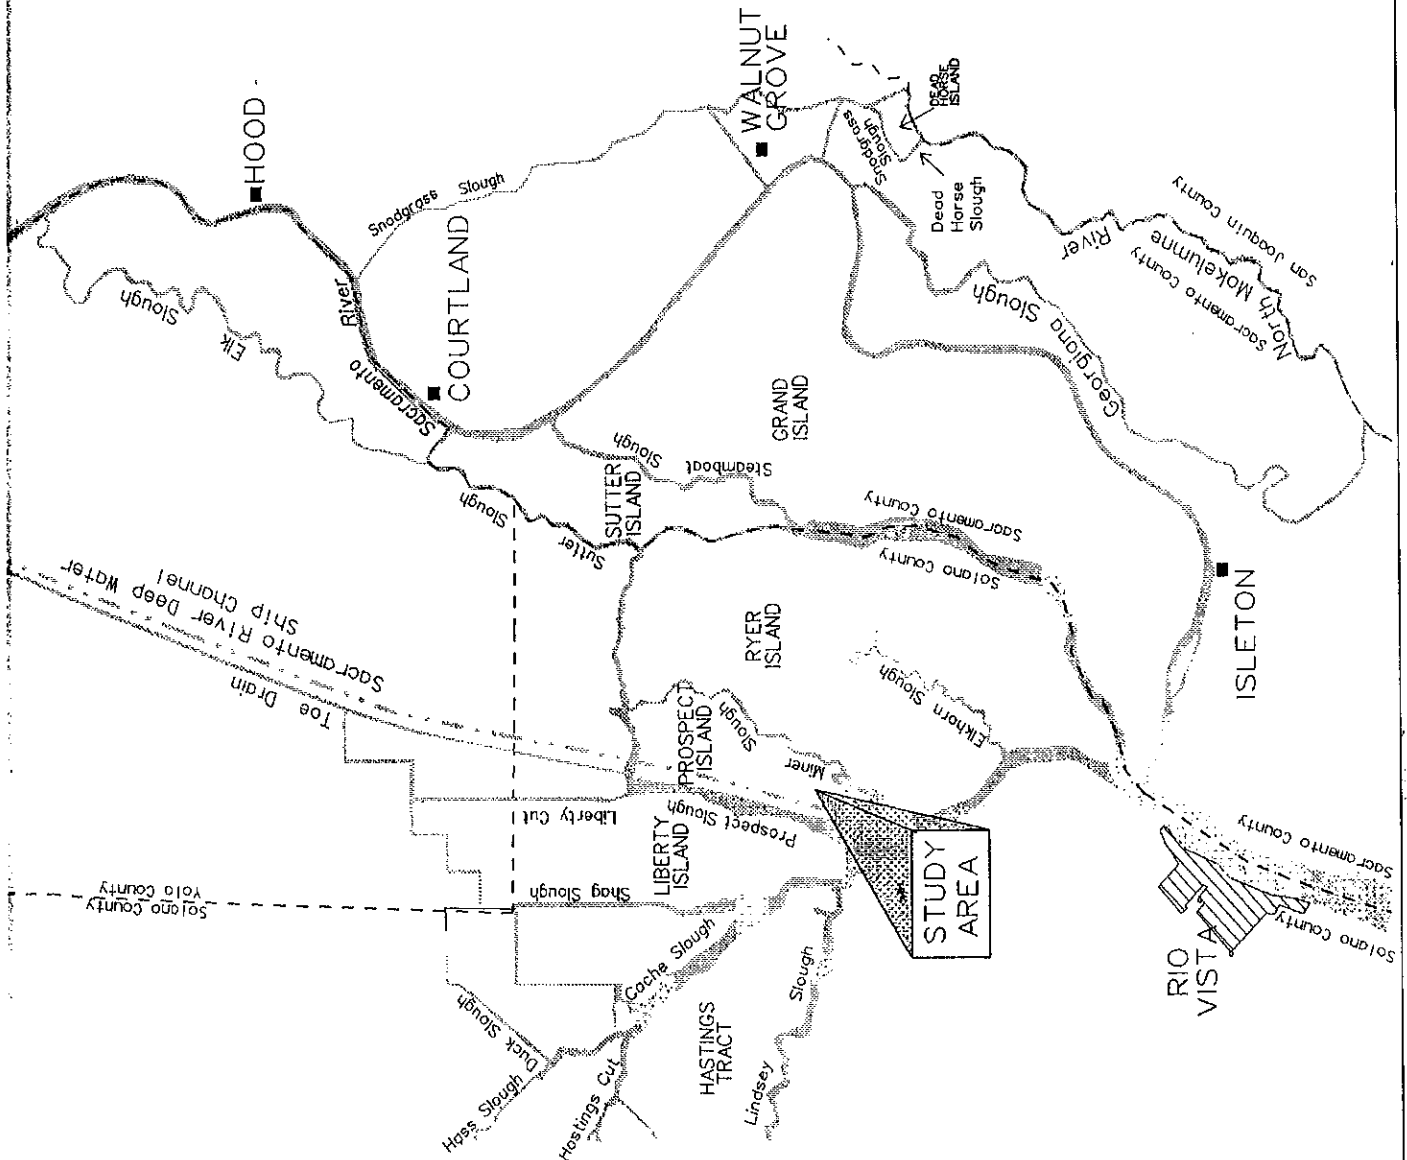 HOOD
WALNUT
GROVE
COURTLAND
ISLETON
RIO
VISTA
STUDY
AREA
Snodgrass Slough
Sacramento River
Elk Slough
Sutter Slough
SUTTER
ISLAND
Steamboat Slough
GRAND
ISLAND
RYER
ISLAND
PROSPECT
ISLAND
LIBERTY
ISLAND
HASTINGS
TRACT
DEAD
HORSE
ISLAND
Snodgrass
Slough
Dead
Horse
Slough
San Joaquin County
Sacramento County
North Mokelumne River
Georgiana Slough
Sacramento County
Solano County
Sacramento River Deep Water
Ship Channel
Toe Drain
Miner Slough
Elkhorn Slough
Prospect Slough
Liberty Cut
Shag Slough
Yolo County
Solano County
Cache Slough
Duck Slough
Hass Slough
Hastings Cut
Lindsey Slough
Sacramento County
Solano County